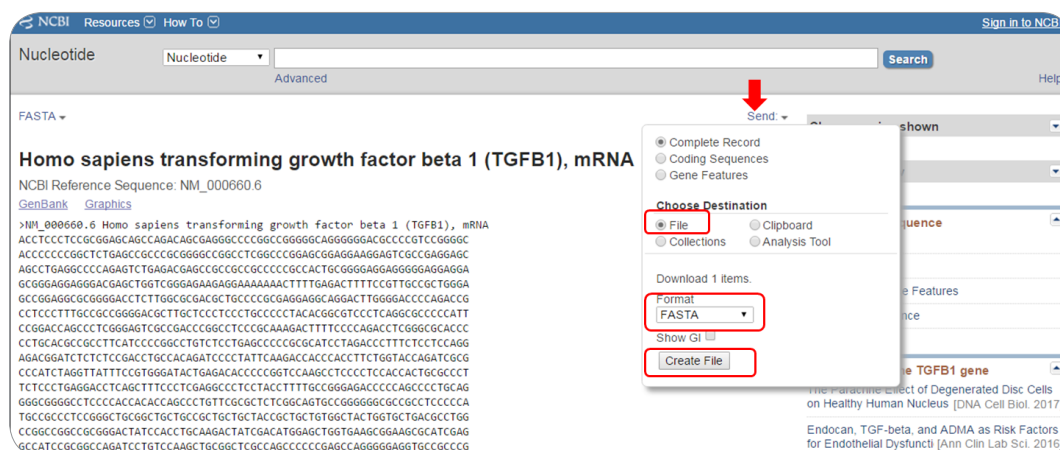 NCBI Resources How To Sign in to NCB
Nucleotide Nucleotide Search
Advanced Help
FASTA Send:
shown
Complete Record
Coding Sequences
Gene Features
Homo sapiens transforming growth factor beta 1 (TGFB1), mRNA
NCBI Reference Sequence: NM_000660.6
GenBank Graphics
Choose Destination
File Clipboard
Collections Analysis Tool
Download 1 items.
Format
FASTA
Show GI
Create File
quence
e Features
nce
e TGFB1 gene
The Paracrine Effect of Degenerated Disc Cells
on Healthy Human Nucleus [DNA Cell Biol. 2017
Endocan, TGF-beta, and ADMA as Risk Factors
for Endothelial Dysfuncti [Ann Clin Lab Sci. 2016
>NM_000660.6 Homo sapiens transforming growth factor beta 1 (TGFB1), mRNA
ACCTCCCTCCGCGGAGCAGCCAGACAGCGAGGGCCCCGGCCGGGGGCAGGGGGGACGCCCCGTCCGGGGC
ACCCCCCCGGCTCTGAGCCGCCCGCGGGGCCGGCCTCGGCCCGGAGCGGAGGAAGGAGTCGCCGAGGAGC
AGCCTGAGGCCCCAGAGTCTGAGACGAGCCGCCGCCGCCCCCGCCACTGCGGGGAGGAGGGGGAGGAGGA
GCGGGAGGAGGGACGAGCTGGTCGGGAGAAGAGGAAAAAAACTTTTGAGACTTTTCCGTTGCCGCTGGGA
GCCGGAGGCGCGGGGACCTCTTGGCGCGACGCTGCCCCGCGAGGAGGCAGGACTTGGGGACCCCAGACCG
CCTCCCTTTGCCGCCGGGGACGCTTGCTCCCTCCCTGCCCCCTACACGGCGTCCCTCAGGCGCCCCCATT
CCGGACCAGCCCTCGGGAGTCGCCGACCCGGCCTCCCGCAAAGACTTTTCCCCAGACCTCGGGCGCACCC
CCTGCACGCCGCCTTCATCCCCGGCCTGTCTCCTGAGCCCCCGCGCATCCTAGACCCTTTCTCCTCCAGG
AGACGGATCTCTCTCCGACCTGCCACAGATCCCCTATTCAAGACCACCCACCTTCTGGTACCAGATCGCG
CCCATCTAGGTTATTTCCGTGGGATACTGAGACACCCCCGGTCCAAGCCTCCCCTCCACCACTGCGCCCT
TCTCCCTGAGGACCTCAGCTTTCCCTCGAGGCCCTCCTACCTTTTGCCGGGAGACCCCCAGCCCCTGCAG
GGGCGGGGCCTCCCCACCACACCAGCCCTGTTCGCGCTCTCGGCAGTGCCGGGGGGCGCCGCCTCCCCCA
TGCCGCCCTCCGGGCTGCGGCTGCTGCCGCTGCTGCTACCGCTGCTGTGGCTACTGGTGCTGACGCCTGG
CCGGCCGGCCGCGGGACTATCCACCTGCAAGACTATCGACATGGAGCTGGTGAAGCGGAAGCGCATCGAG
GCCATCCGCGGCCAGATCCTGTCCAAGCTGCGGCTCGCCAGCCCCCCGAGCCAGGGGGAGGTGCCGCCCG